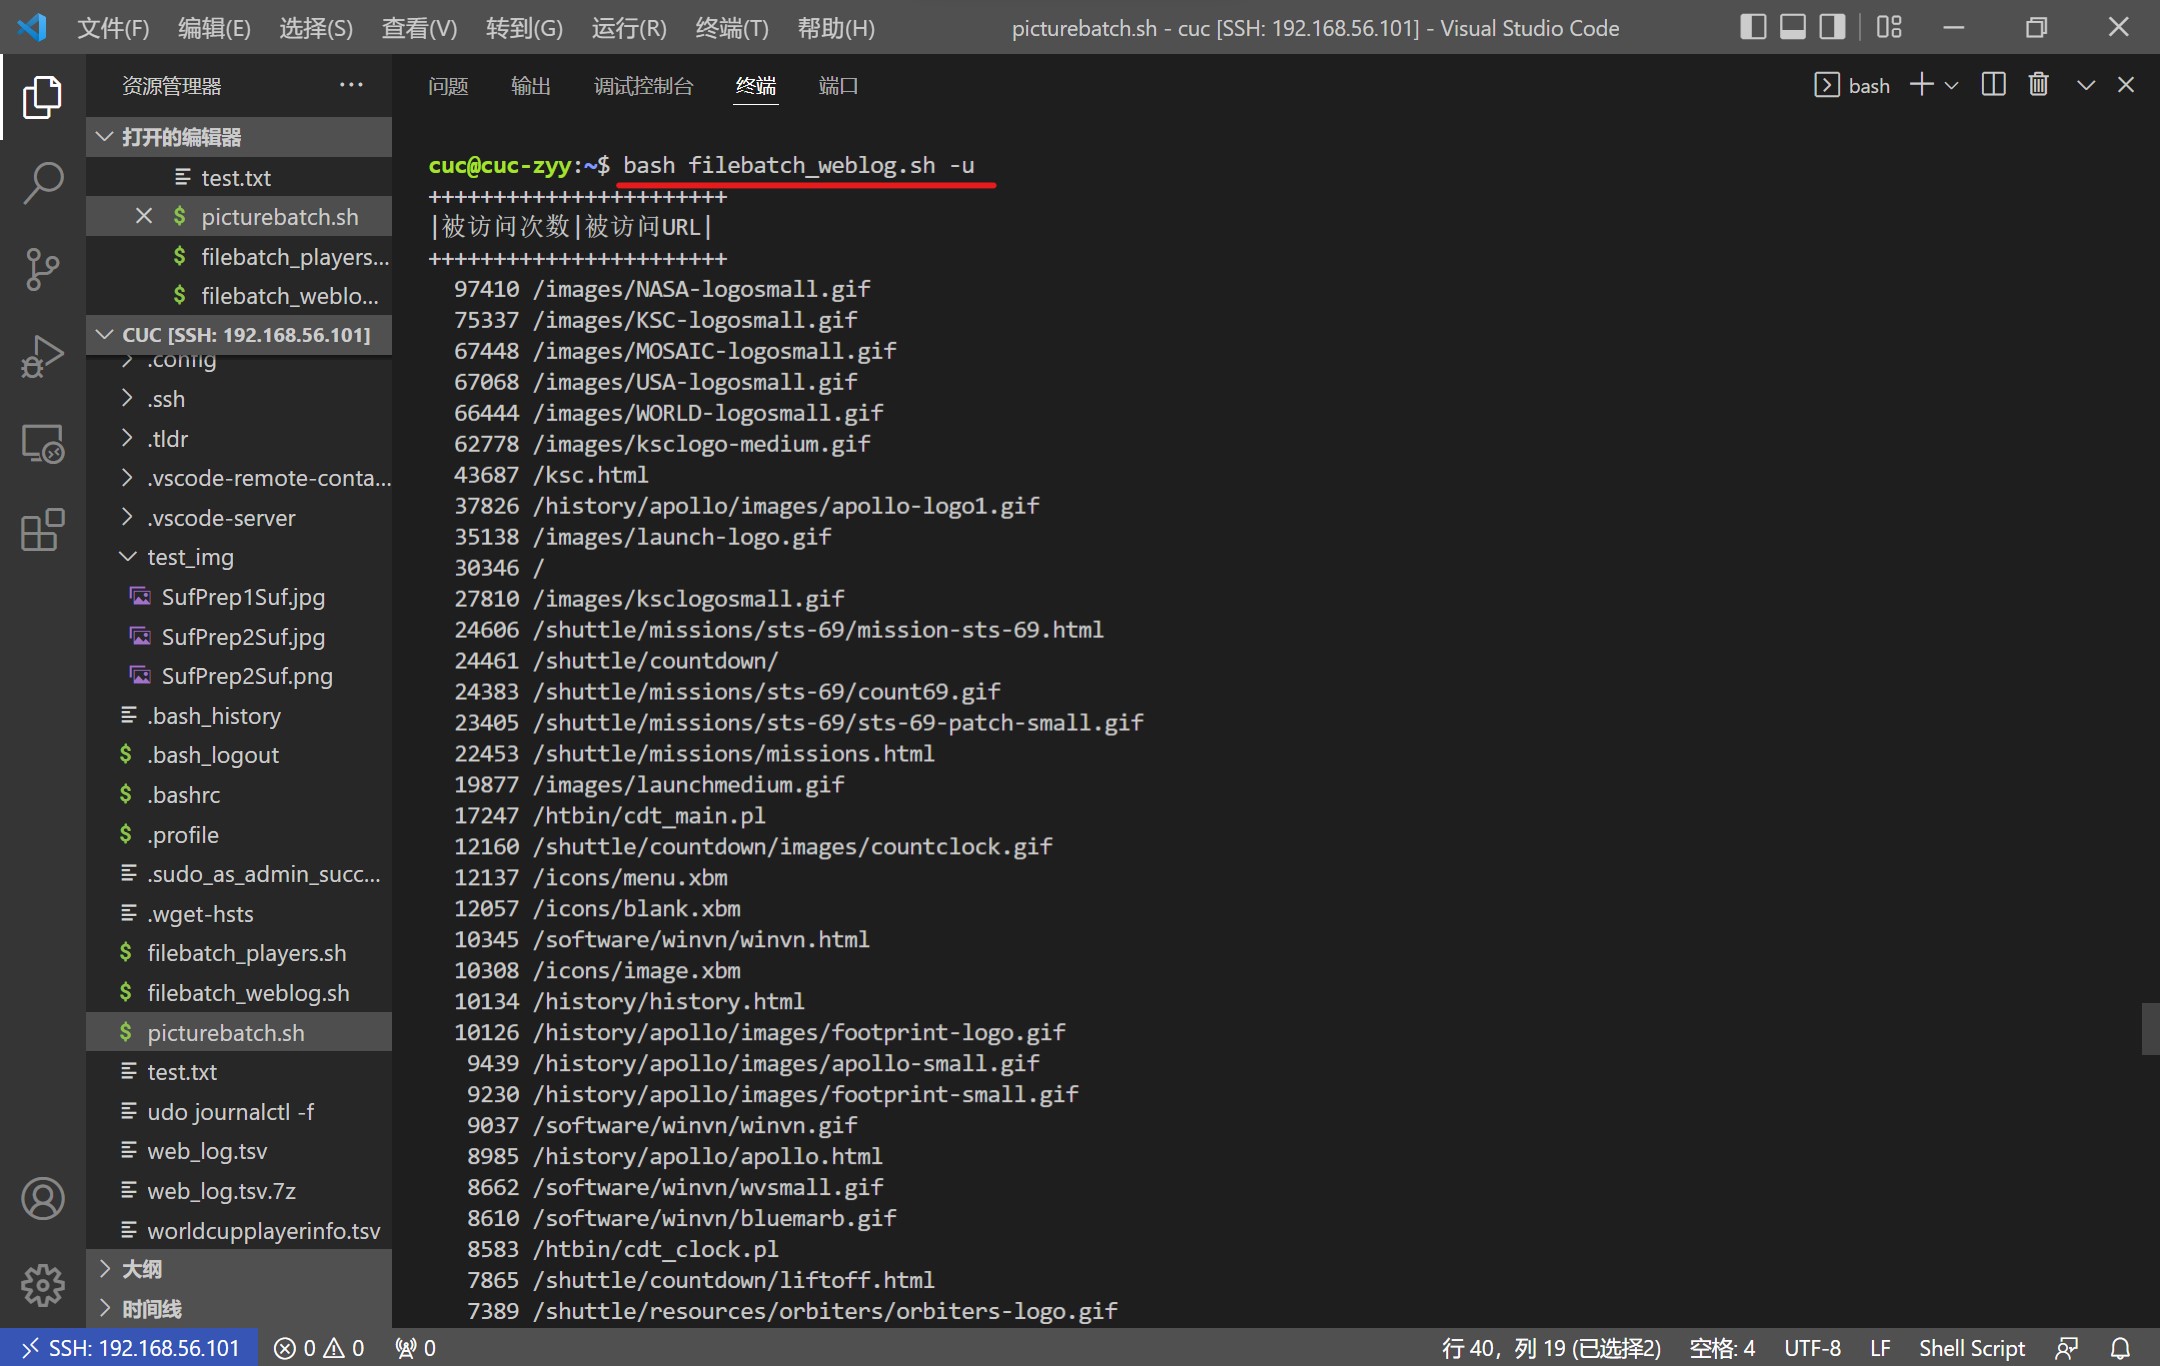 文件(F) 编辑(E) 选择(S) 查看(V) 转到(G) 运行(R) 终端(T) 帮助(H) picturebatch.sh - cuc [SSH: 192.168.56.101] - Visual Studio Code
资源管理器 ···
打开的编辑器
test.txt
$ picturebatch.sh
$ filebatch_players...
$ filebatch_weblo...
CUC [SSH: 192.168.56.101]
.config
.ssh
.tldr
.vscode-remote-conta...
.vscode-server
test_img
SufPrep1Suf.jpg
SufPrep2Suf.jpg
SufPrep2Suf.png
.bash_history
$ .bash_logout
$ .bashrc
$ .profile
.sudo_as_admin_succ...
.wget-hsts
$ filebatch_players.sh
$ filebatch_weblog.sh
$ picturebatch.sh
test.txt
udo journalctl -f
web_log.tsv
web_log.tsv.7z
worldcupplayerinfo.tsv
大纲
时间线
问题 输出 调试控制台 终端 端口 bash
cuc@cuc-zyy:~$ bash filebatch_weblog.sh -u
+++++++++++++++++++++++
|被访问次数|被访问URL|
+++++++++++++++++++++++
97410 /images/NASA-logosmall.gif
75337 /images/KSC-logosmall.gif
67448 /images/MOSAIC-logosmall.gif
67068 /images/USA-logosmall.gif
66444 /images/WORLD-logosmall.gif
62778 /images/ksclogo-medium.gif
43687 /ksc.html
37826 /history/apollo/images/apollo-logo1.gif
35138 /images/launch-logo.gif
30346 /
27810 /images/ksclogosmall.gif
24606 /shuttle/missions/sts-69/mission-sts-69.html
24461 /shuttle/countdown/
24383 /shuttle/missions/sts-69/count69.gif
23405 /shuttle/missions/sts-69/sts-69-patch-small.gif
22453 /shuttle/missions/missions.html
19877 /images/launchmedium.gif
17247 /htbin/cdt_main.pl
12160 /shuttle/countdown/images/countclock.gif
12137 /icons/menu.xbm
12057 /icons/blank.xbm
10345 /software/winvn/winvn.html
10308 /icons/image.xbm
10134 /history/history.html
10126 /history/apollo/images/footprint-logo.gif
9439 /history/apollo/images/apollo-small.gif
9230 /history/apollo/images/footprint-small.gif
9037 /software/winvn/winvn.gif
8985 /history/apollo/apollo.html
8662 /software/winvn/wvsmall.gif
8610 /software/winvn/bluemarb.gif
8583 /htbin/cdt_clock.pl
7865 /shuttle/countdown/liftoff.html
7389 /shuttle/resources/orbiters/orbiters-logo.gif
SSH: 192.168.56.101 0 0 0 行 40，列 19 (已选择2) 空格: 4 UTF-8 LF Shell Script